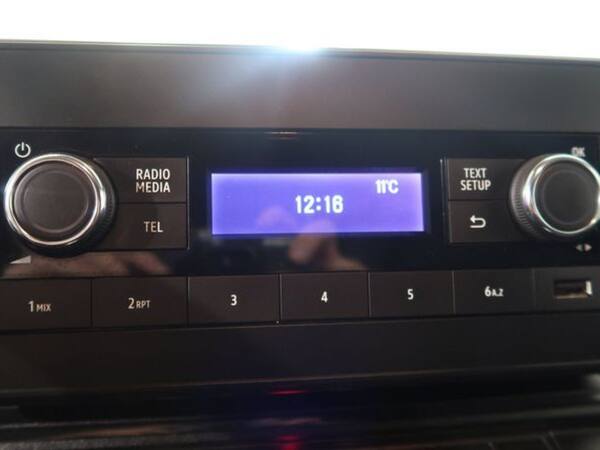 OK
RADIO
MEDIA
TEL
11°C
12:16
TEXT
SETUP
1 MIX
2 RPT
3
4
5
6 A..Z